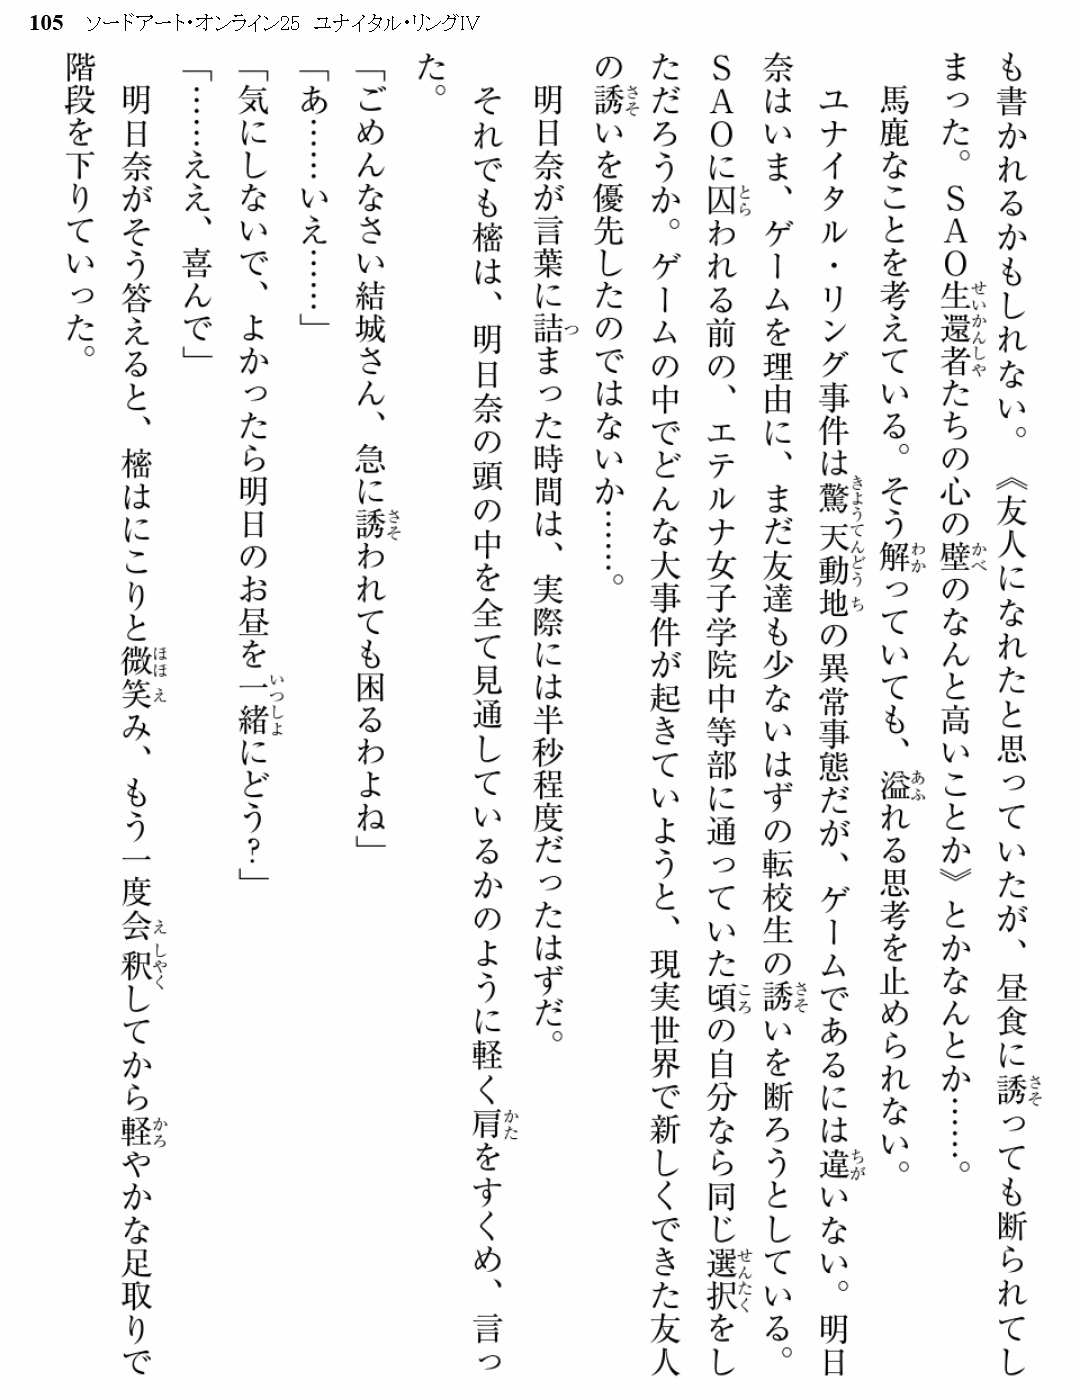 105 ソードアート・オンライン25 ユナイタル・リングⅣ
も書かれるかもしれない。《友人になれたと思っていたが、昼食に誘っても断られてし
まった。ＳＡＯ生還者たちの心の壁のなんと高いことか》とかなんとか……。
馬鹿なことを考えている。そう解っていても、溢れる思考を止められない。
ユナイタル・リング事件は驚天動地の異常事態だが、ゲームであるには違いない。明日
奈はいま、ゲームを理由に、まだ友達も少ないはずの転校生の誘いを断ろうとしている。
ＳＡＯに囚われる前の、エテルナ女子学院中等部に通っていた頃の自分なら同じ選択をし
ただろうか。ゲームの中でどんな大事件が起きていようと、現実世界で新しくできた友人
の誘いを優先したのではないか……。
明日奈が言葉に詰まった時間は、実際には半秒程度だったはずだ。
それでも樒は、明日奈の頭の中を全て見通しているかのように軽く肩をすくめ、言っ
た。
「ごめんなさい結城さん、急に誘われても困るわよね」
「あ……いえ……」
「気にしないで、よかったら明日のお昼を一緒にどう？」
「……ええ、喜んで」
明日奈がそう答えると、樒はにこりと微笑み、もう一度会釈してから軽やかな足取りで
階段を下りていった。